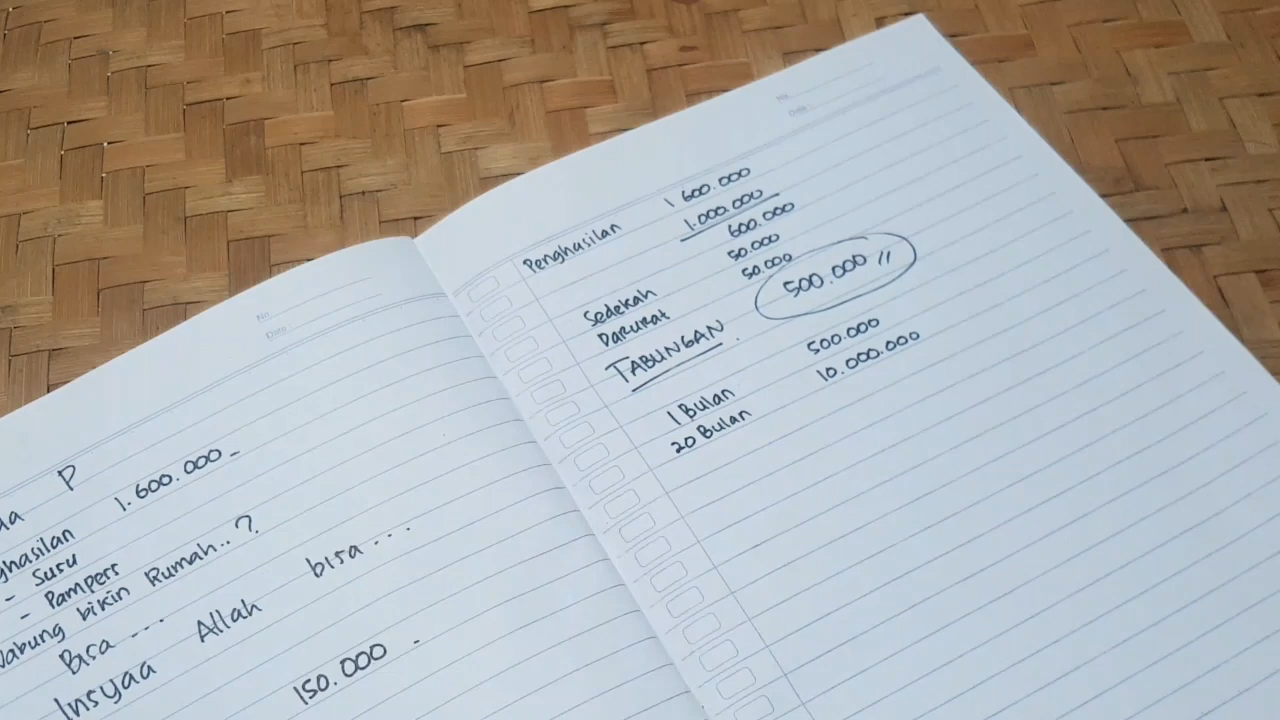 P
1.600.000 -
- Susu
- Pampers
bikin Rumah..?
Bisa ...
Insyaa Allah bisa ...
150.000 -
No
Date
No
Date
Penghasilan 1 600.000
1.000.000
600.000
Sedekah 50.000
Darurat 50.000
TABUNGAN. 500.000 "
1 Bulan 500.000
20 Bulan 10.000.000